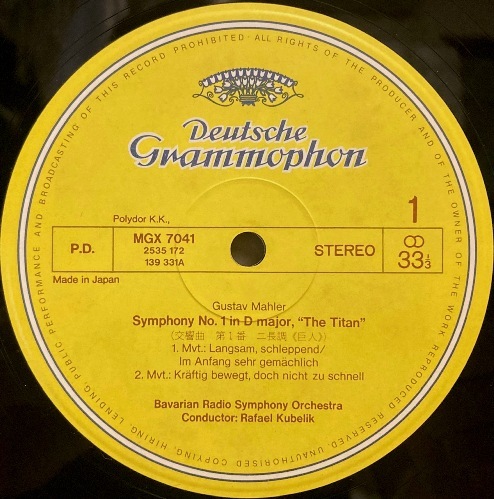 PERFORMANCE AND BROADCASTING OF THIS RECORD PROHIBITED · ALL RIGHTS OF THE PRODUCER AND OF THE OWNER OF THE WORK REPRODUCED RESERVED. UNAUTHORISED COPYING, HIRING, LENDING, PUBLIC
Deutsche
Grammophon
1
Polydor K.K.,
P.D.
MGX 7041
2535 172
139 331A
STEREO
33 1/3
Made in Japan
Gustav Mahler
Symphony No. 1 in D major, "The Titan"
(交響曲 第1番 ニ長調《巨人》)
1. Mvt.: Langsam, schleppend/
Im Anfang sehr gemächlich
2. Mvt.: Kräftig bewegt, doch nicht zu schnell
Bavarian Radio Symphony Orchestra
Conductor: Rafael Kubelik